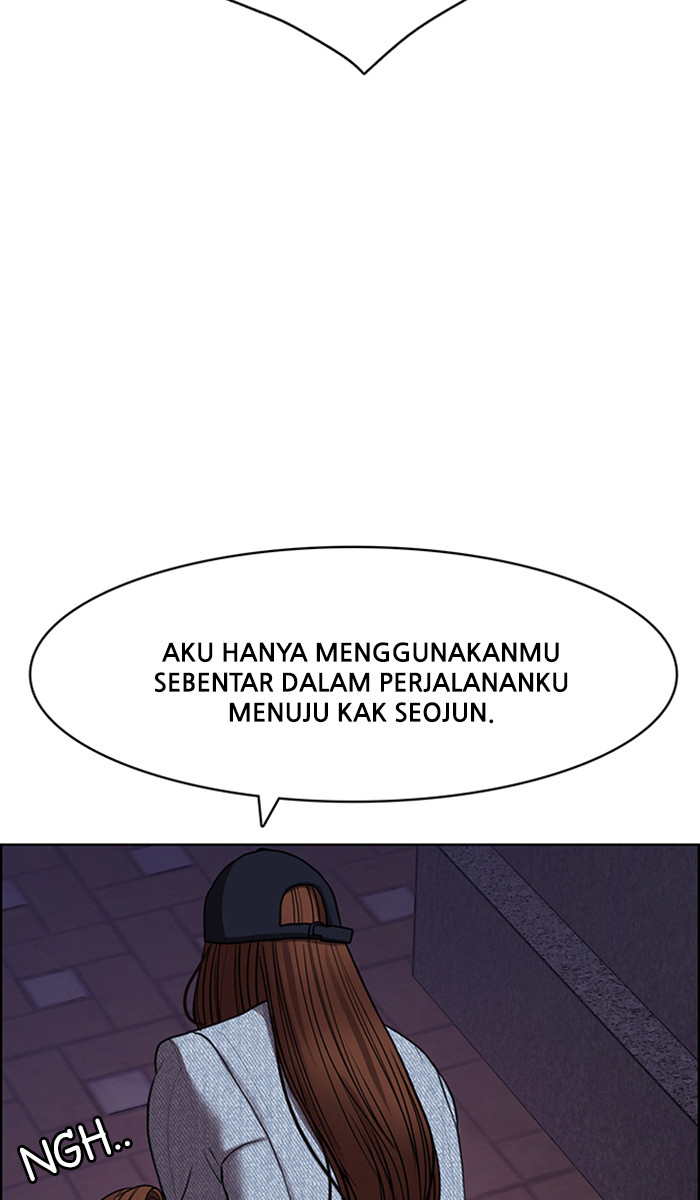 AKU HANYA MENGGUNAKANMU
SEBENTAR DALAM PERJALANANKU
MENUJU KAK SEOJUN.
NGH..